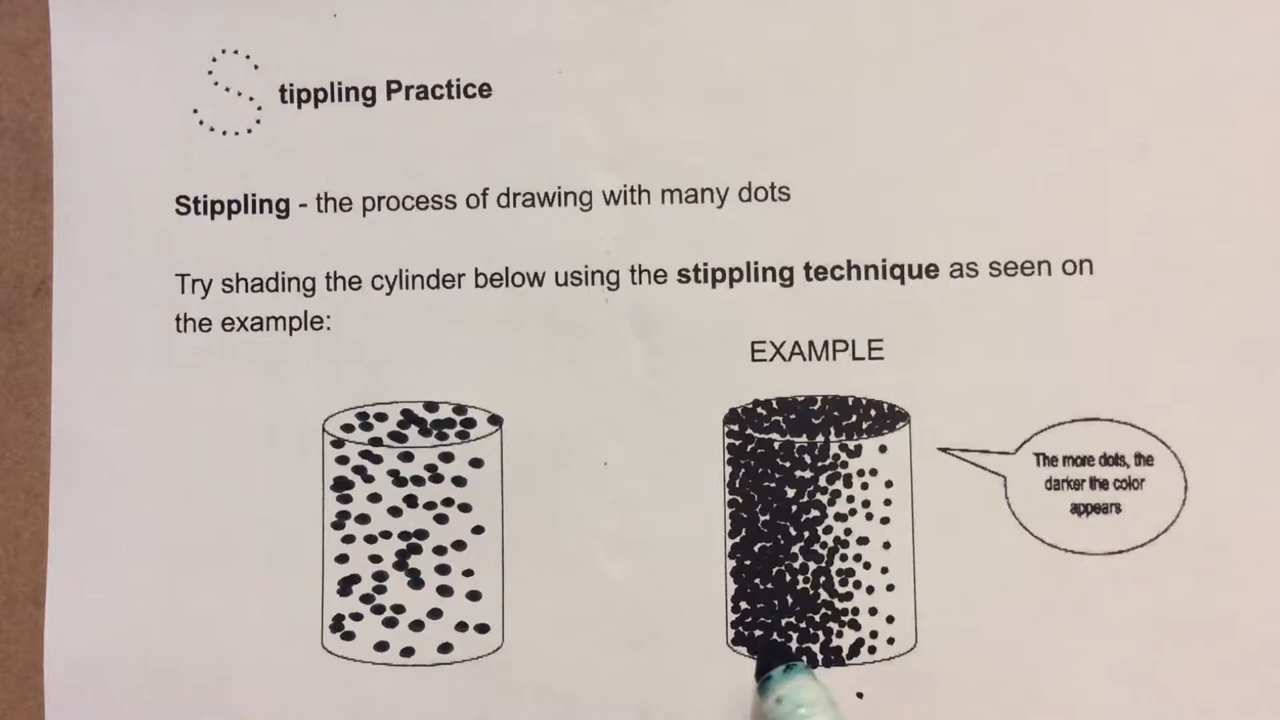 Stippling Practice
Stippling - the process of drawing with many dots
Try shading the cylinder below using the stippling technique as seen on
the example:
EXAMPLE
The more dots, the
darker the color
appears